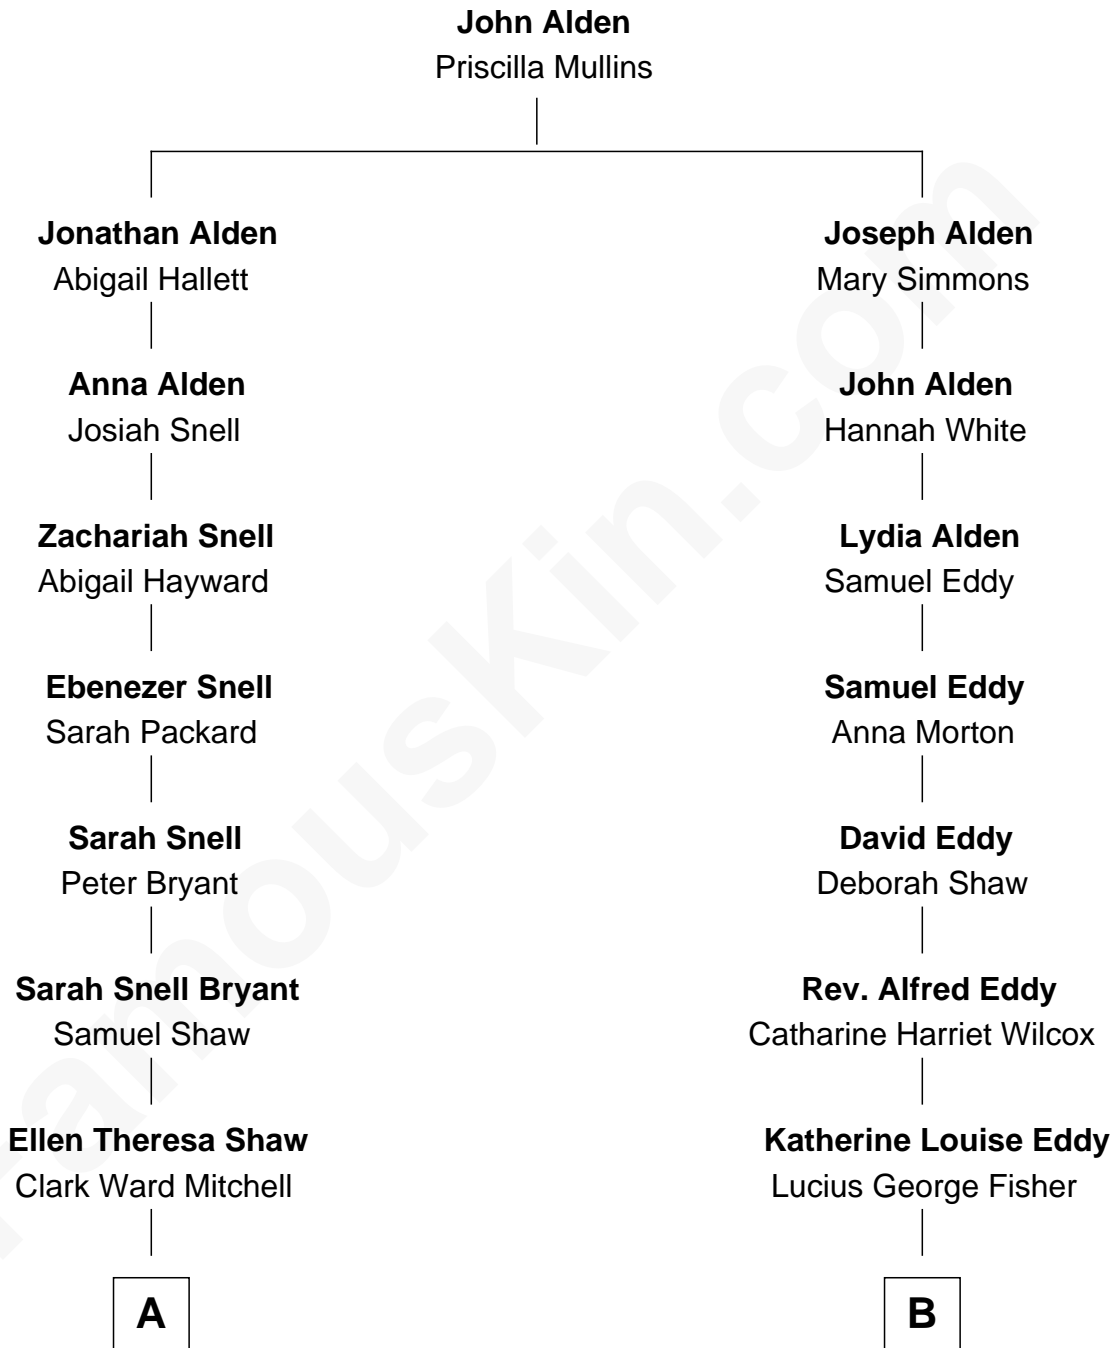 John Alden
Priscilla Mullins
Jonathan Alden
Abigail Hallett
Anna Alden
Josiah Snell
Zachariah Snell
Abigail Hayward
Ebenezer Snell
Sarah Packard
Sarah Snell
Peter Bryant
Sarah Snell Bryant
Samuel Shaw
Ellen Theresa Shaw
Clark Ward Mitchell
A
Joseph Alden
Mary Simmons
John Alden
Hannah White
Lydia Alden
Samuel Eddy
Samuel Eddy
Anna Morton
David Eddy
Deborah Shaw
Rev. Alfred Eddy
Catharine Harriet Wilcox
Katherine Louise Eddy
Lucius George Fisher
B
FamousKin.com